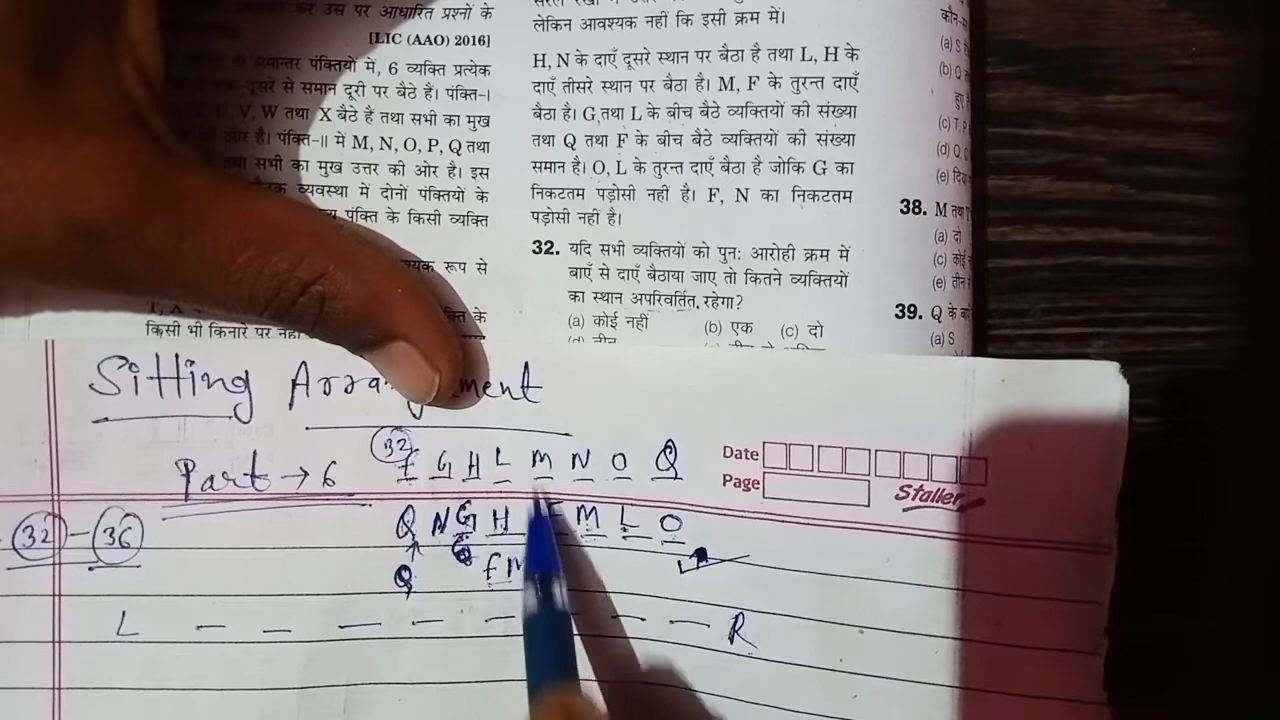 कर उस पर आधारित प्रश्नों के
[LIC (AAO) 2016]
समान्तर पंक्तियों में, 6 व्यक्ति प्रत्येक
दूसरे से समान दूरी पर बैठे हैं। पंक्ति-I
V, W तथा X बैठे हैं तथा सभी का मुख
ओर है। पंक्ति-II में M, N, O, P, Q तथा
तथा सभी का मुख उत्तर की ओर है। इस
व्यवस्था में दोनों पंक्तियों के
पंक्ति के किसी व्यक्ति
रूप से
के
किसी भी किनारे पर नहीं
लेकिन आवश्यक नहीं कि इसी क्रम में।
H, N के दाएँ दूसरे स्थान पर बैठा है तथा L, H के
दाएँ तीसरे स्थान पर बैठा है। M, F के तुरन्त दाएँ
बैठा है। G तथा L के बीच बैठे व्यक्तियों की संख्या
तथा Q तथा F के बीच बैठे व्यक्तियों की संख्या
समान है। O, L के तुरन्त दाएँ बैठा है जोकि G का
निकटतम पड़ोसी नहीं है। F, N का निकटतम
पड़ोसी नहीं है।
32. यदि सभी व्यक्तियों को पुन: आरोही क्रम में
बाएँ से दाएँ बैठाया जाए तो कितने व्यक्तियों
का स्थान अपरिवर्तित रहेगा?
(a) कोई नहीं (b) एक (c) दो
(a) S
(b) Q
(c) T, P
(d) Q
(e)
38. M तथा
(a) दो
(c) कोई
(e) तीन
39. Q के
(a) S
Sitting Arrangement
Part → 6
32
F G H L M N O Q
Date
Page
Staller
32 - 36
Q N G H F M L O
Q G F M
L — — — — — — — R